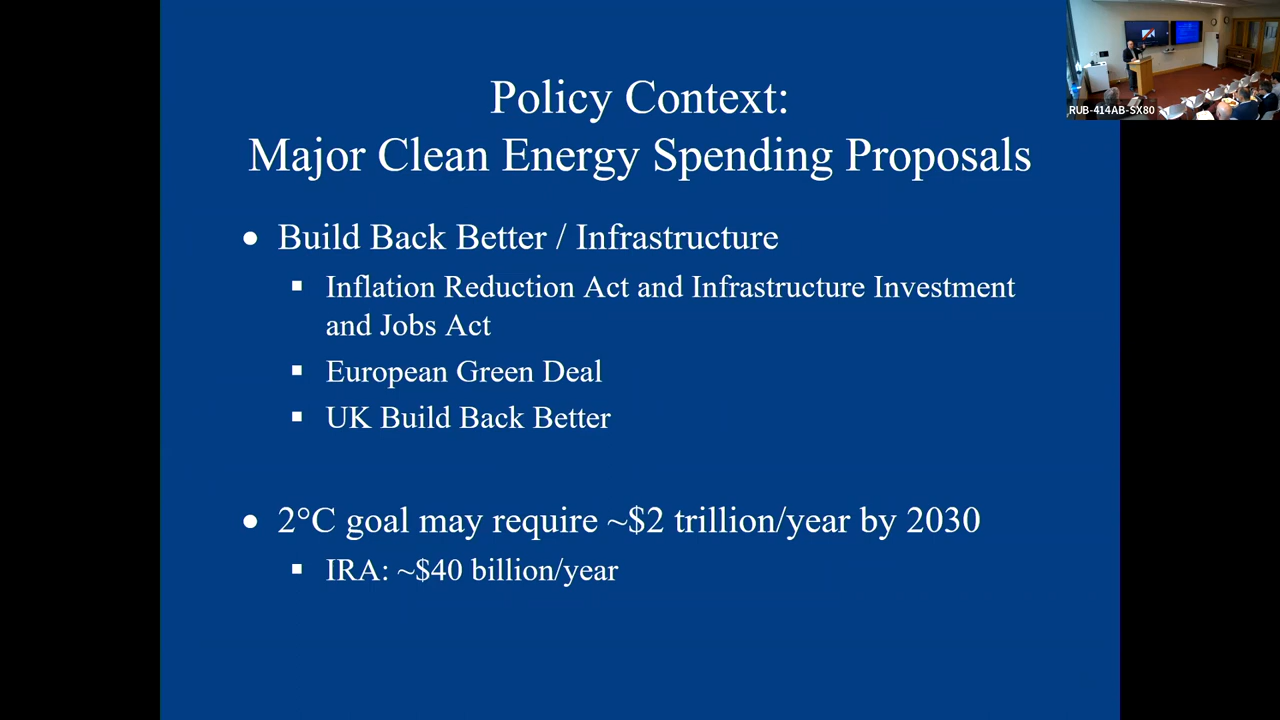 RUB-414AB-SX80
Policy Context:
Major Clean Energy Spending Proposals
• Build Back Better / Infrastructure
▪ Inflation Reduction Act and Infrastructure Investment
and Jobs Act
▪ European Green Deal
▪ UK Build Back Better
• 2°C goal may require ~$2 trillion/year by 2030
▪ IRA: ~$40 billion/year